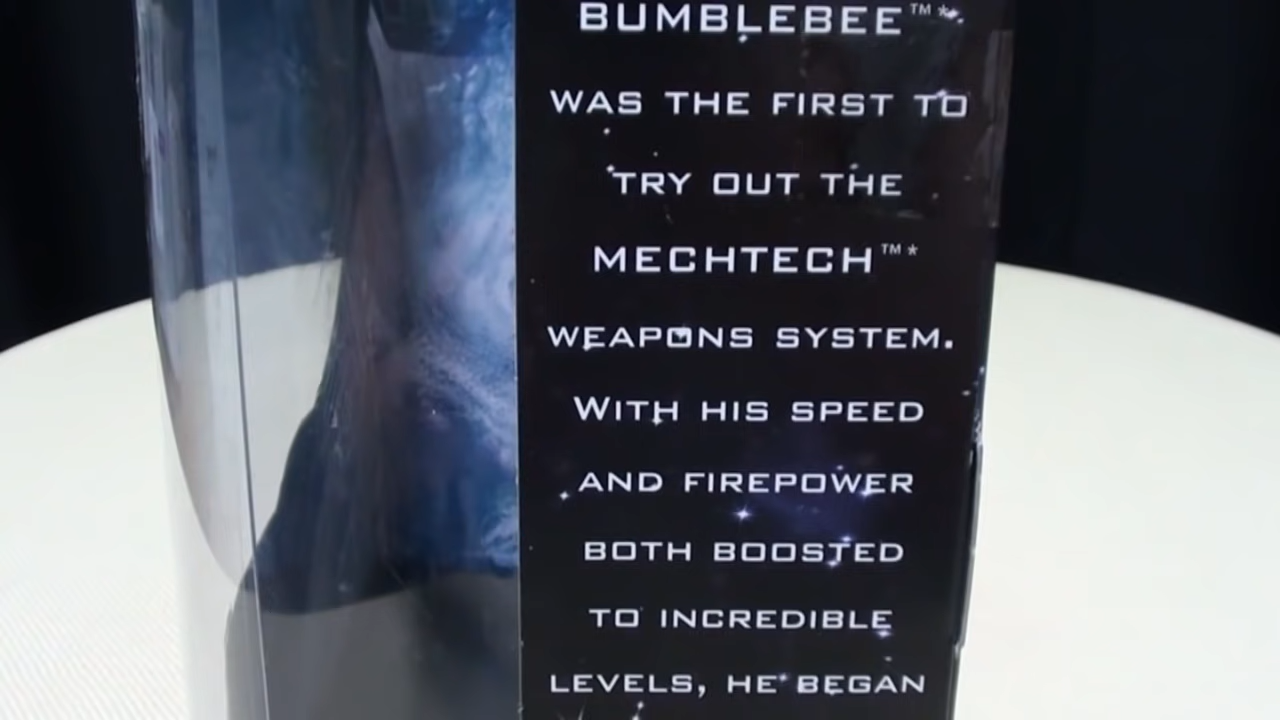 BUMBLEBEE™*
WAS THE FIRST TO
TRY OUT THE
MECHTECH™*
WEAPONS SYSTEM.
WITH HIS SPEED
AND FIREPOWER
BOTH BOOSTED
TO INCREDIBLE
LEVELS, HE BEGAN